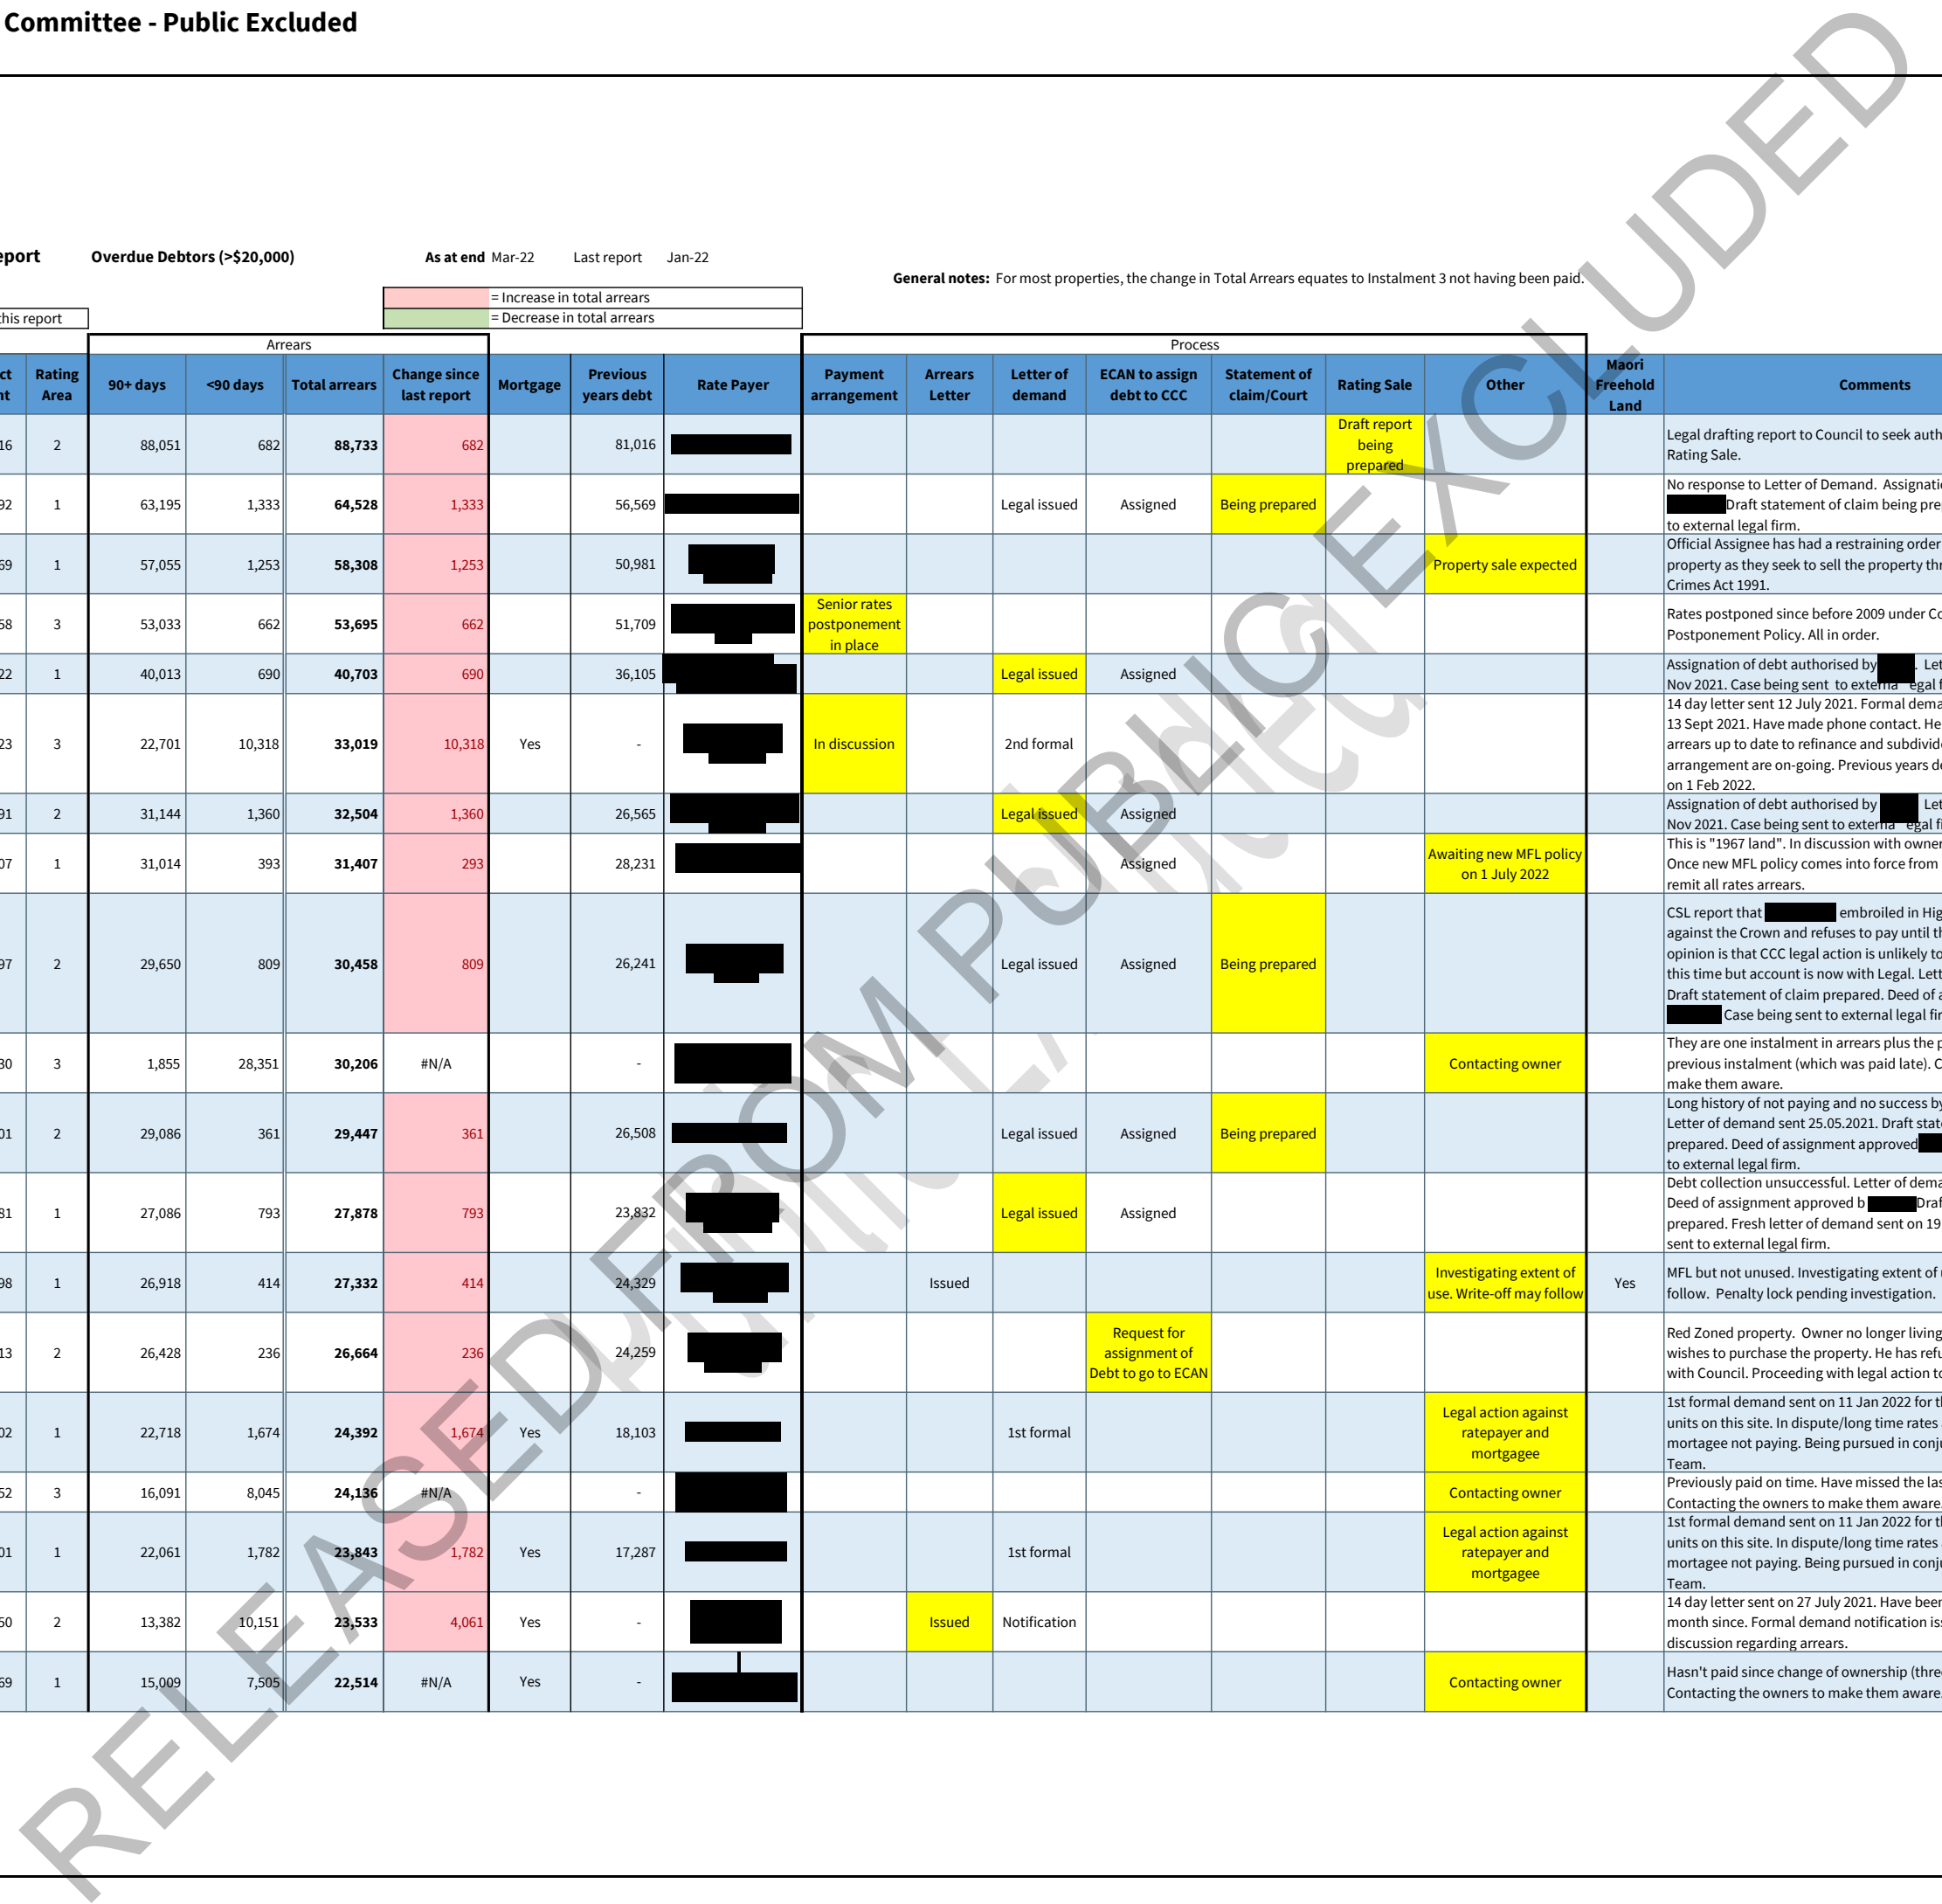 Committee - Public Excluded
eport Overdue Debtors (>$20,000) As at end Mar-22 Last report Jan-22
General notes: For most properties, the change in Total Arrears equates to Instalment 3 not having been paid.
= Increase in total arrears
his report = Decrease in total arrears
Arrears Process
ct
nt Rating
Area 90+ days <90 days Total arrears Change since
last report Mortgage Previous
years debt Rate Payer Payment
arrangement Arrears
Letter Letter of
demand ECAN to assign
debt to CCC Statement of
claim/Court Rating Sale Other Maori
Freehold
Land Comments
16 2 88,051 682 88,733 682 81,016 Draft report
being
prepared
Legal drafting report to Council to seek auth
Rating Sale.
92 1 63,195 1,333 64,528 1,333 56,569 Legal issued Assigned Being prepared
No response to Letter of Demand. Assignati
Draft statement of claim being pre
to external legal firm.
69 1 57,055 1,253 58,308 1,253 50,981 Property sale expected
Official Assignee has had a restraining order
property as they seek to sell the property thr
Crimes Act 1991.
58 3 53,033 662 53,695 662 51,709 Senior rates
postponement
in place
Rates postponed since before 2009 under Co
Postponement Policy. All in order.
22 1 40,013 690 40,703 690 36,105 Legal issued Assigned
Assignation of debt authorised by . Let
Nov 2021. Case being sent to externa egal f
23 3 22,701 10,318 33,019 10,318 Yes - In discussion 2nd formal
14 day letter sent 12 July 2021. Formal dema
13 Sept 2021. Have made phone contact. He
arrears up to date to refinance and subdivid
arrangement are on-going. Previous years de
on 1 Feb 2022.
91 2 31,144 1,360 32,504 1,360 26,565 Legal issued Assigned
Assignation of debt authorised by Let
Nov 2021. Case being sent to externa egal fi
07 1 31,014 393 31,407 293 28,231 Assigned Awaiting new MFL policy
on 1 July 2022
This is "1967 land". In discussion with owner
Once new MFL policy comes into force from
remit all rates arrears.
97 2 29,650 809 30,458 809 26,241 Legal issued Assigned Being prepared
CSL report that embroiled in Hig
against the Crown and refuses to pay until th
opinion is that CCC legal action is unlikely to
this time but account is now with Legal. Lett
Draft statement of claim prepared. Deed of a
Case being sent to external legal fir
30 3 1,855 28,351 30,206 #N/A - Contacting owner
They are one instalment in arrears plus the p
previous instalment (which was paid late). C
make them aware.
01 2 29,086 361 29,447 361 26,508 Legal issued Assigned Being prepared
Long history of not paying and no success by
Letter of demand sent 25.05.2021. Draft stat
prepared. Deed of assignment approved
to external legal firm.
81 1 27,086 793 27,878 793 23,832 Legal issued Assigned
Debt collection unsuccessful. Letter of dema
Deed of assignment approved b Draf
prepared. Fresh letter of demand sent on 19
sent to external legal firm.
98 1 26,918 414 27,332 414 24,329 Issued Investigating extent of
use. Write-off may follow Yes
MFL but not unused. Investigating extent of
follow. Penalty lock pending investigation.
13 2 26,428 236 26,664 236 24,259 Request for
assignment of
Debt to go to ECAN
Red Zoned property. Owner no longer living
wishes to purchase the property. He has refu
with Council. Proceeding with legal action to
02 1 22,718 1,674 24,392 1,674 Yes 18,103 1st formal Legal action against
ratepayer and
mortgagee
1st formal demand sent on 11 Jan 2022 for th
units on this site. In dispute/long time rates
mortagee not paying. Being pursued in conju
Team.
52 3 16,091 8,045 24,136 #N/A - Contacting owner
Previously paid on time. Have missed the las
Contacting the owners to make them aware.
01 1 22,061 1,782 23,843 1,782 Yes 17,287 1st formal Legal action against
ratepayer and
mortgagee
1st formal demand sent on 11 Jan 2022 for th
units on this site. In dispute/long time rates
mortagee not paying. Being pursued in conju
Team.
50 2 13,382 10,151 23,533 4,061 Yes - Issued Notification
14 day letter sent on 27 July 2021. Have been
month since. Formal demand notification iss
discussion regarding arrears.
69 1 15,009 7,505 22,514 #N/A Yes - Contacting owner
Hasn't paid since change of ownership (three
Contacting the owners to make them aware.
RELEASED FROM PUBLIC EXCLUDED